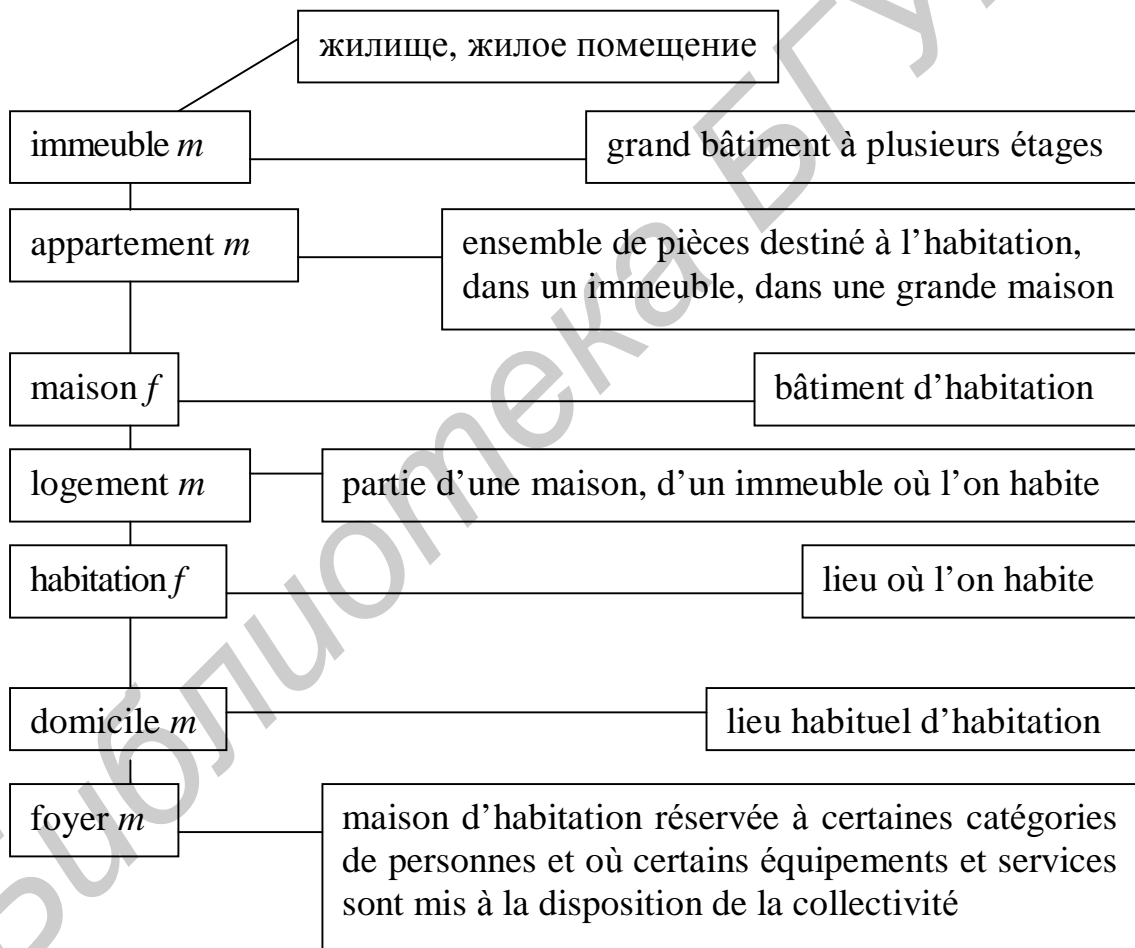 жилище, жилое помещение
immeuble m
grand bâtiment à plusieurs étages
appartement m
ensemble de pièces destiné à l’habitation,
dans un immeuble, dans une grande maison
maison f
bâtiment d’habitation
logement m
partie d’une maison, d’un immeuble où l’on habite
habitation f
lieu où l’on habite
domicile m
lieu habituel d’habitation
foyer m
maison d’habitation réservée à certaines catégories
de personnes et où certains équipements et services
sont mis à la disposition de la collectivité
Библиотека БГУ